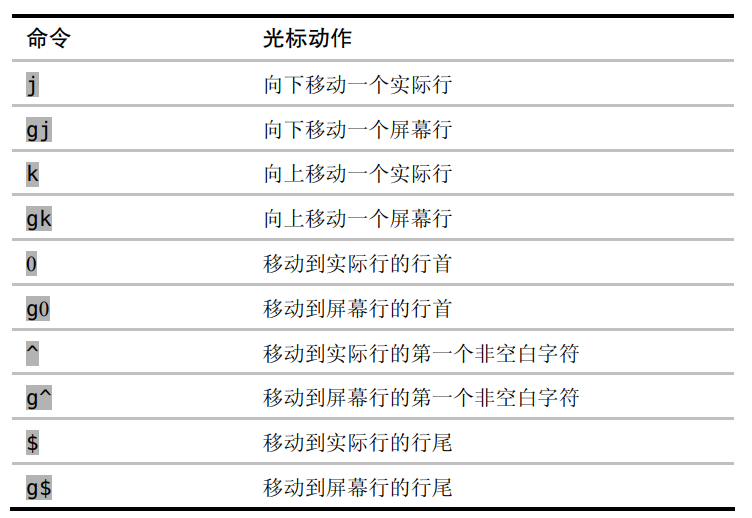 命令 光标动作
j 向下移动一个实际行
gj 向下移动一个屏幕行
k 向上移动一个实际行
gk 向上移动一个屏幕行
0 移动到实际行的行首
g0 移动到屏幕行的行首
^ 移动到实际行的第一个非空白字符
g^ 移动到屏幕行的第一个非空白字符
$ 移动到实际行的行尾
g$ 移动到屏幕行的行尾